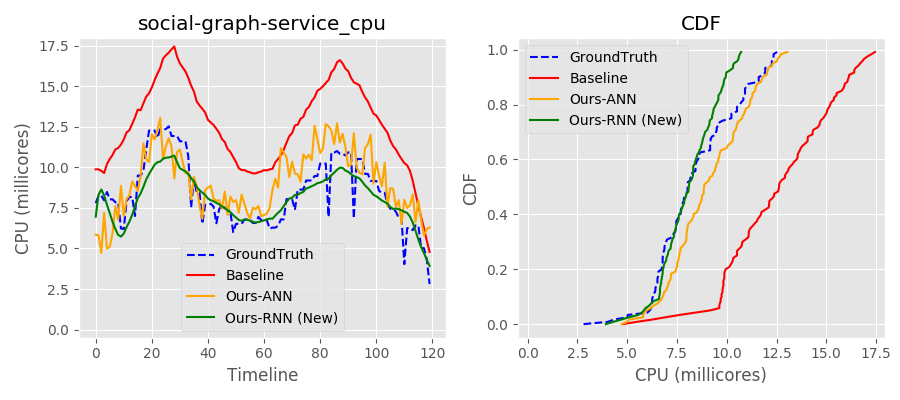 social-graph-service_cpu
CPU (millicores)
17.5
15.0
12.5
10.0
7.5
5.0
2.5
0.0
GroundTruth
Baseline
Ours-ANN
Ours-RNN (New)
0
20
40
60
80
100
120
Timeline
CDF
CDF
1.0
0.8
0.6
0.4
0.2
0.0
GroundTruth
Baseline
Ours-ANN
Ours-RNN (New)
0.0
2.5
5.0
7.5
10.0
12.5
15.0
17.5
CPU (millicores)